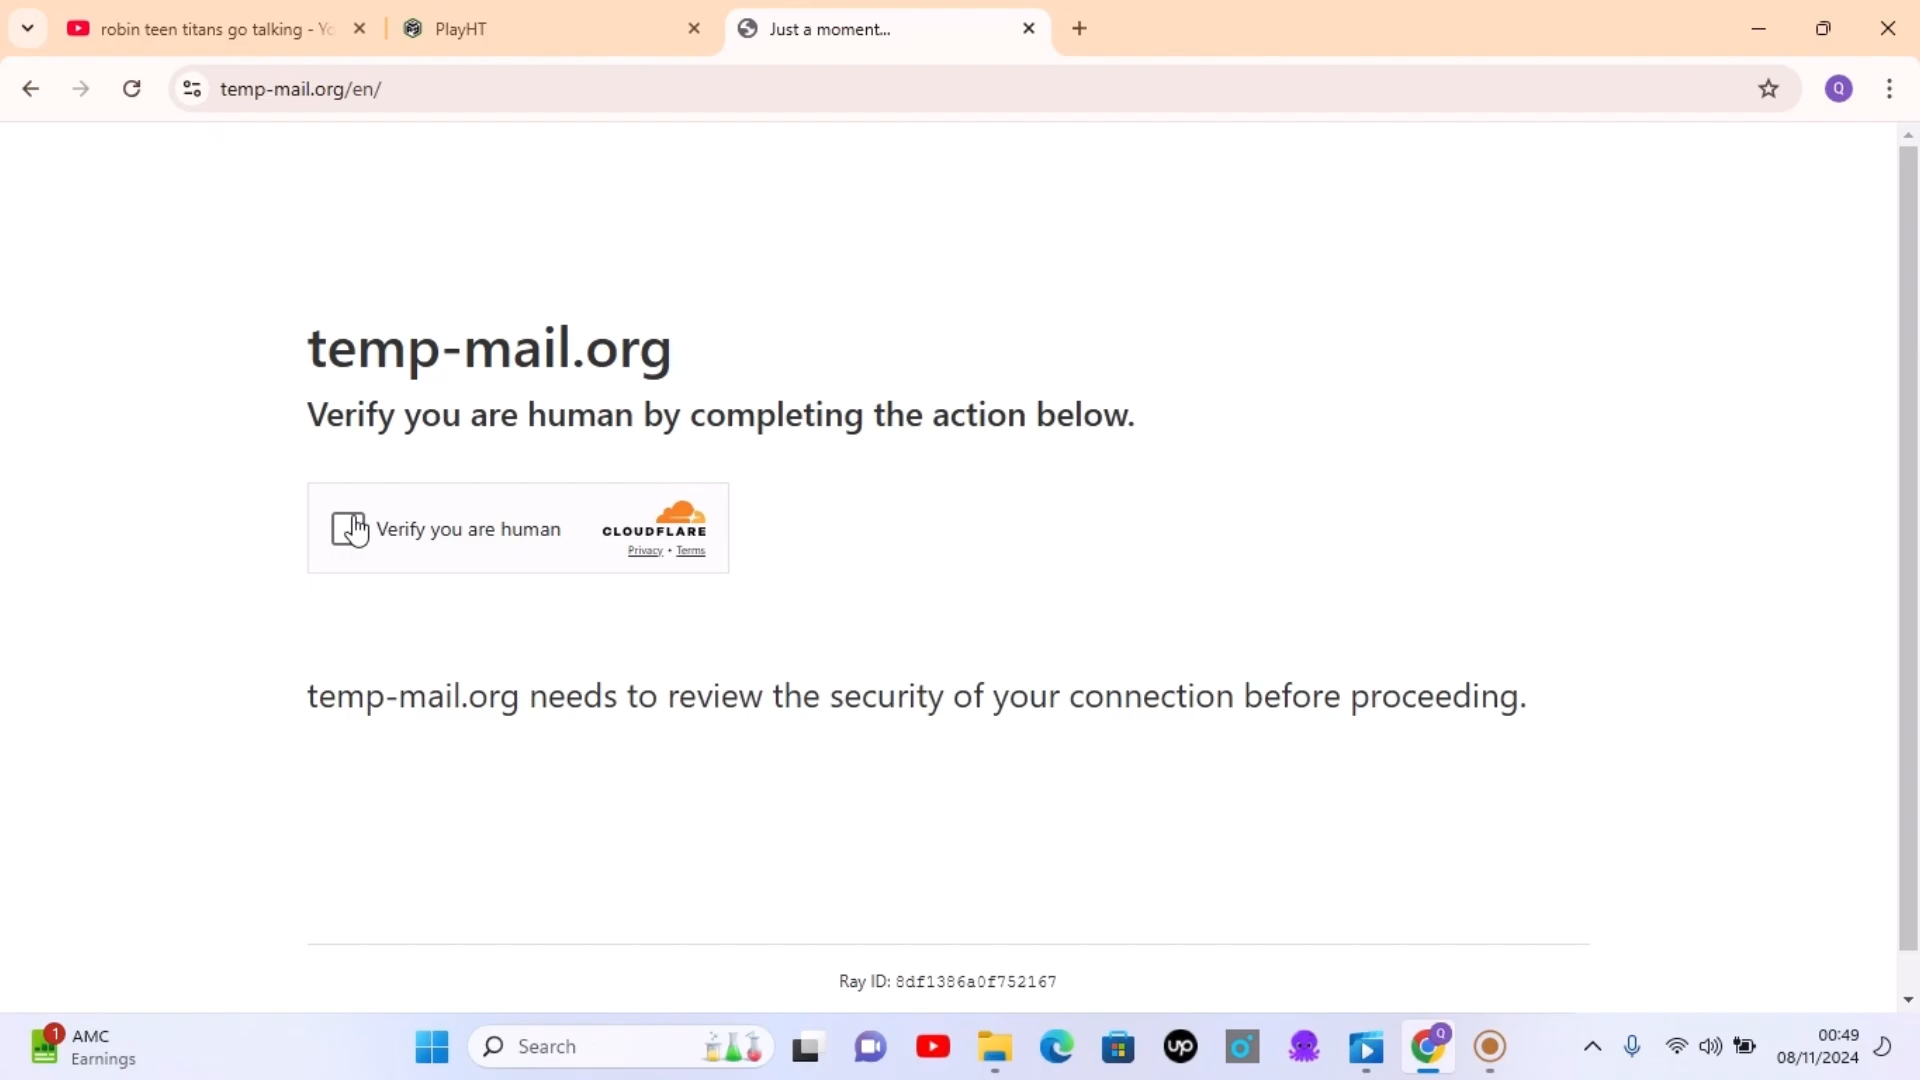 robin teen titans go talking - Yo
PlayHT
Just a moment...
temp-mail.org/en/
Q
temp-mail.org
Verify you are human by completing the action below.
Verify you are human
CLOUDFLARE
Privacy • Terms
temp-mail.org needs to review the security of your connection before proceeding.
Ray ID: 8df1386a0f752167
1
AMC
Earnings
Search
up
Q
00:49
08/11/2024